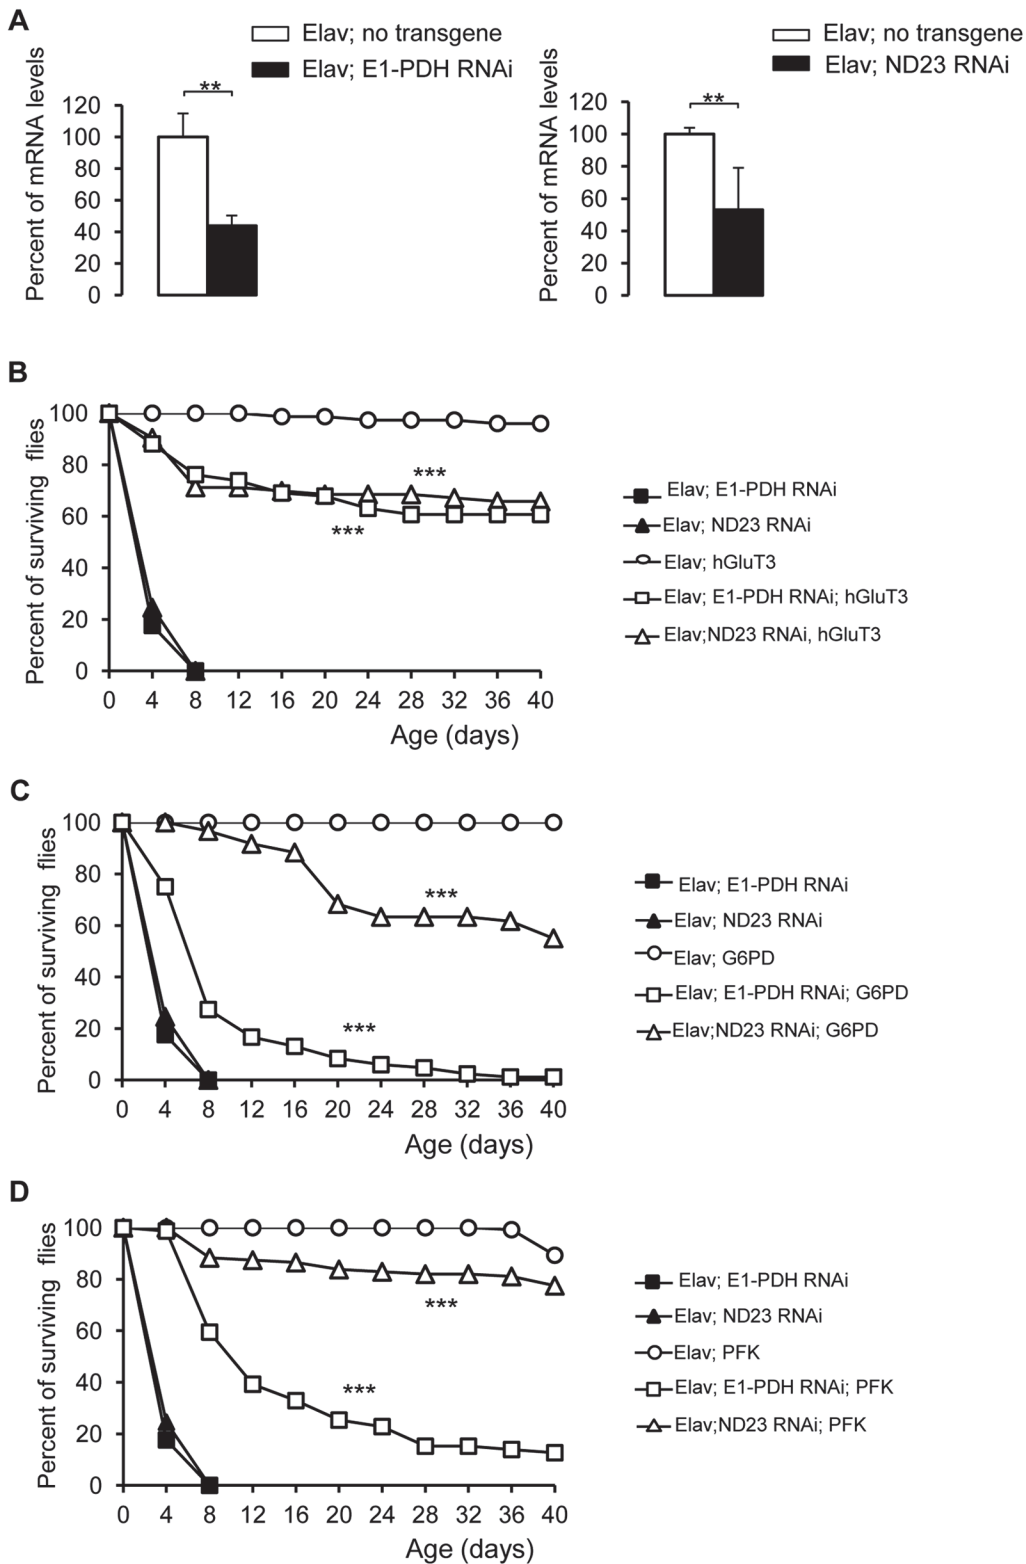 A
Elav; no transgene
Elav; E1-PDH RNAi
**
Percent of mRNA levels
120
100
80
60
40
20
0
Elav; no transgene
Elav; ND23 RNAi
**
Percent of mRNA levels
120
100
80
60
40
20
0
B
Percent of surviving flies
100
80
60
40
20
0
***
***
0 4 8 12 16 20 24 28 32 36 40
Age (days)
Elav; E1-PDH RNAi
Elav; ND23 RNAi
Elav; hGluT3
Elav; E1-PDH RNAi; hGluT3
Elav;ND23 RNAi, hGluT3
C
Percent of surviving flies
100
80
60
40
20
0
***
***
0 4 8 12 16 20 24 28 32 36 40
Age (days)
Elav; E1-PDH RNAi
Elav; ND23 RNAi
Elav; G6PD
Elav; E1-PDH RNAi; G6PD
Elav;ND23 RNAi; G6PD
D
Percent of surviving flies
100
80
60
40
20
0
***
***
0 4 8 12 16 20 24 28 32 36 40
Age (days)
Elav; E1-PDH RNAi
Elav; ND23 RNAi
Elav; PFK
Elav; E1-PDH RNAi; PFK
Elav;ND23 RNAi; PFK